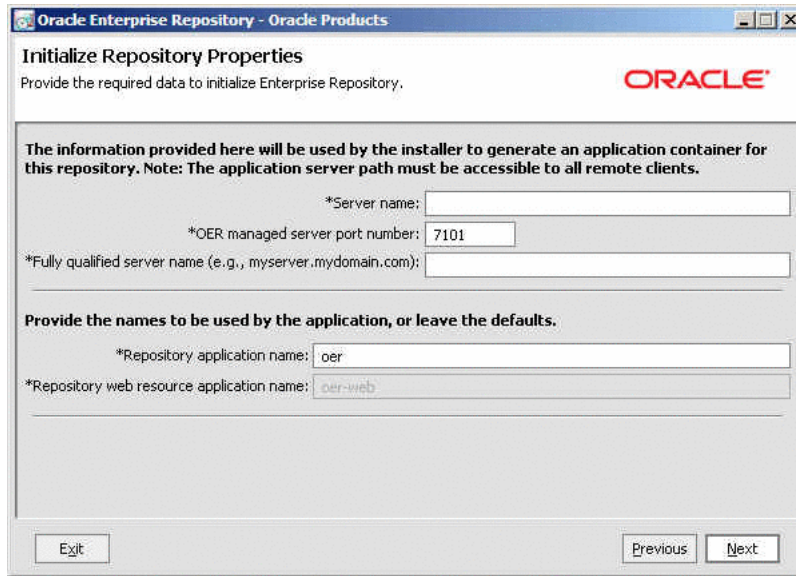 Oracle Enterprise Repository - Oracle Products
Initialize Repository Properties
Provide the required data to initialize Enterprise Repository.
ORACLE
The information provided here will be used by the installer to generate an application container for
this repository. Note: The application server path must be accessible to all remote clients.
*Server name:
*OER managed server port number: 7101
*Fully qualified server name (e.g., myserver.mydomain.com):
Provide the names to be used by the application, or leave the defaults.
*Repository application name: oer
*Repository web resource application name: oer-web
Exit Previous Next